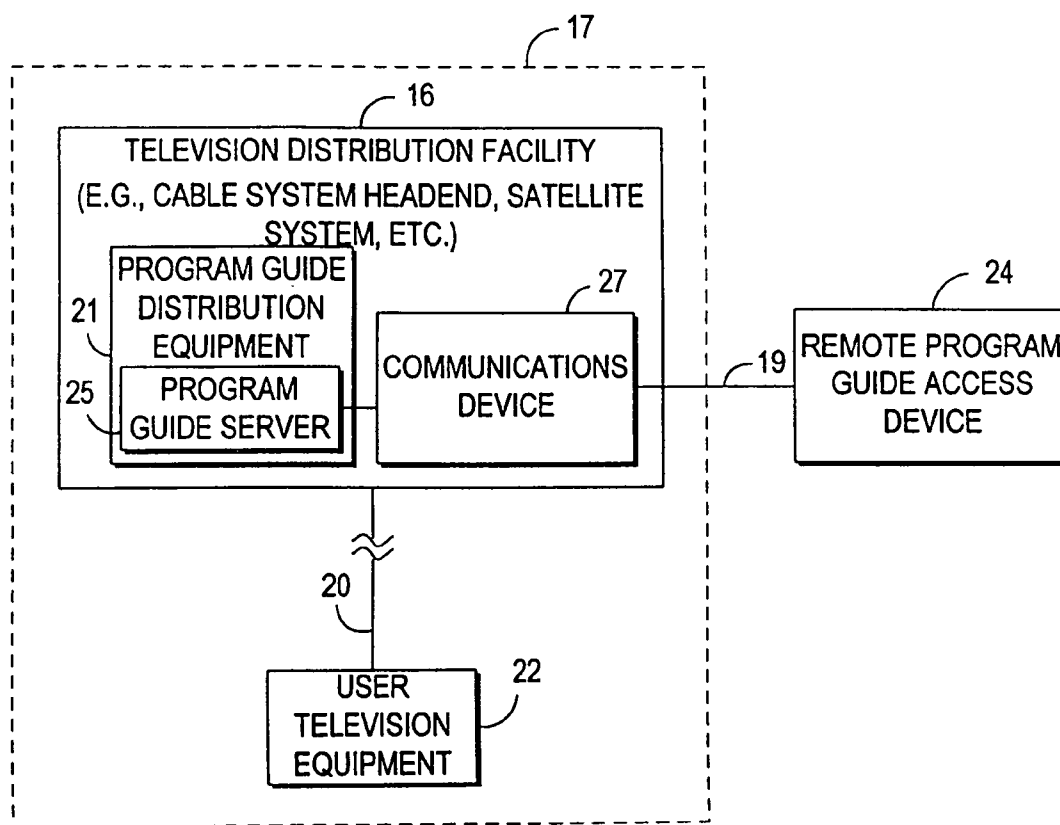 17
16
TELEVISION DISTRIBUTION FACILITY
(E.G., CABLE SYSTEM HEADEND, SATELLITE
SYSTEM, ETC.)
PROGRAM GUIDE
DISTRIBUTION
EQUIPMENT
21
PROGRAM
GUIDE SERVER
25
27
COMMUNICATIONS
DEVICE
19
24
REMOTE PROGRAM
GUIDE ACCESS
DEVICE
20
22
USER
TELEVISION
EQUIPMENT